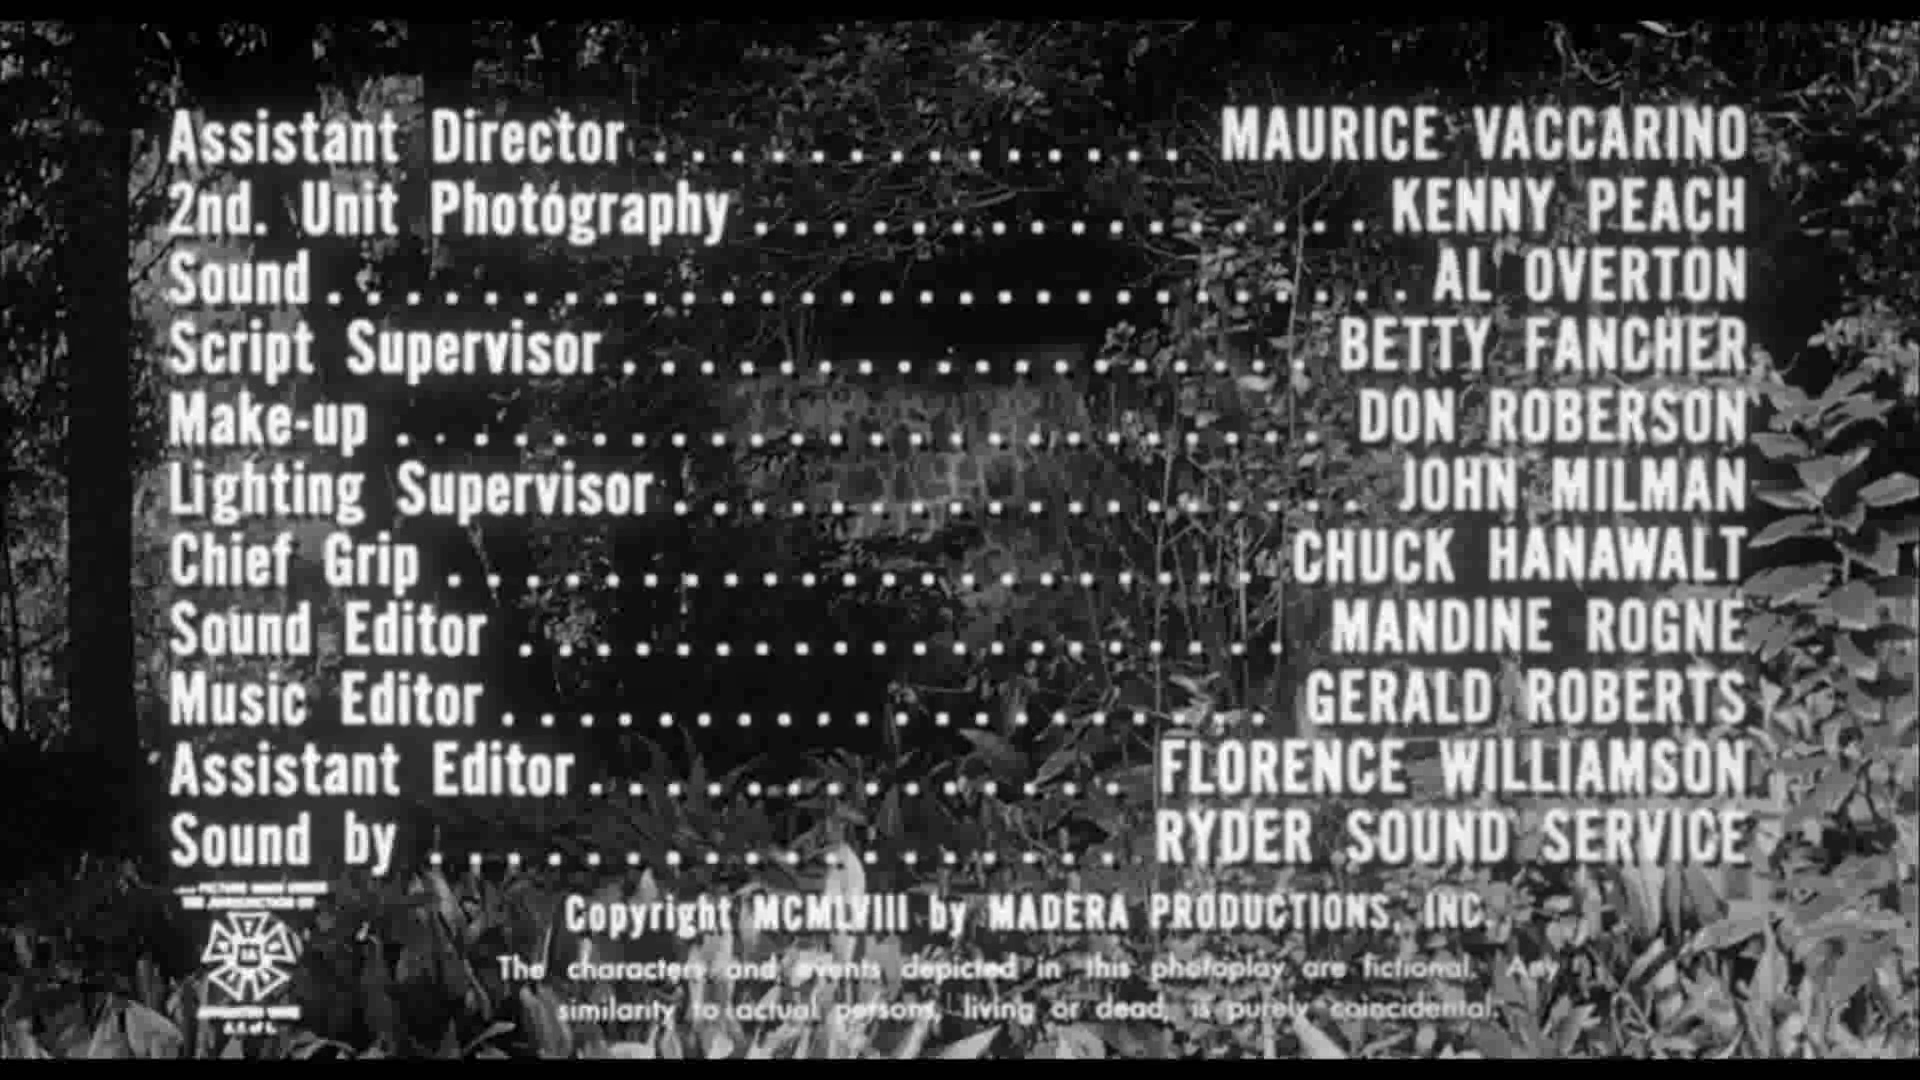 Assistant Director . . . . . . . . . . . . . . MAURICE VACCARINO
2nd. Unit Photography . . . . . . . . . . . . . . . . KENNY PEACH
Sound . . . . . . . . . . . . . . . . . . . . . . . . . . . . AL OVERTON
Script Supervisor . . . . . . . . . . . . . . . . . . BETTY FANCHER
Make-up . . . . . . . . . . . . . . . . . . . . . . . . DON ROBERSON
Lighting Supervisor . . . . . . . . . . . . . . . . . . JOHN MILMAN
Chief Grip . . . . . . . . . . . . . . . . . . . . . CHUCK HANAWALT
Sound Editor . . . . . . . . . . . . . . . . . . . . MANDINE ROGNE
Music Editor . . . . . . . . . . . . . . . . . . . . GERALD ROBERTS
Assistant Editor . . . . . . . . . . . . . . FLORENCE WILLIAMSON
Sound by . . . . . . . . . . . . . . . . . . RYDER SOUND SERVICE
Copyright MCMLVIII by MADERA PRODUCTIONS, INC.
The characters and events depicted in this photoplay are fictional. Any
similarity to actual persons, living or dead, is purely coincidental.
THE JURISDICTION OF